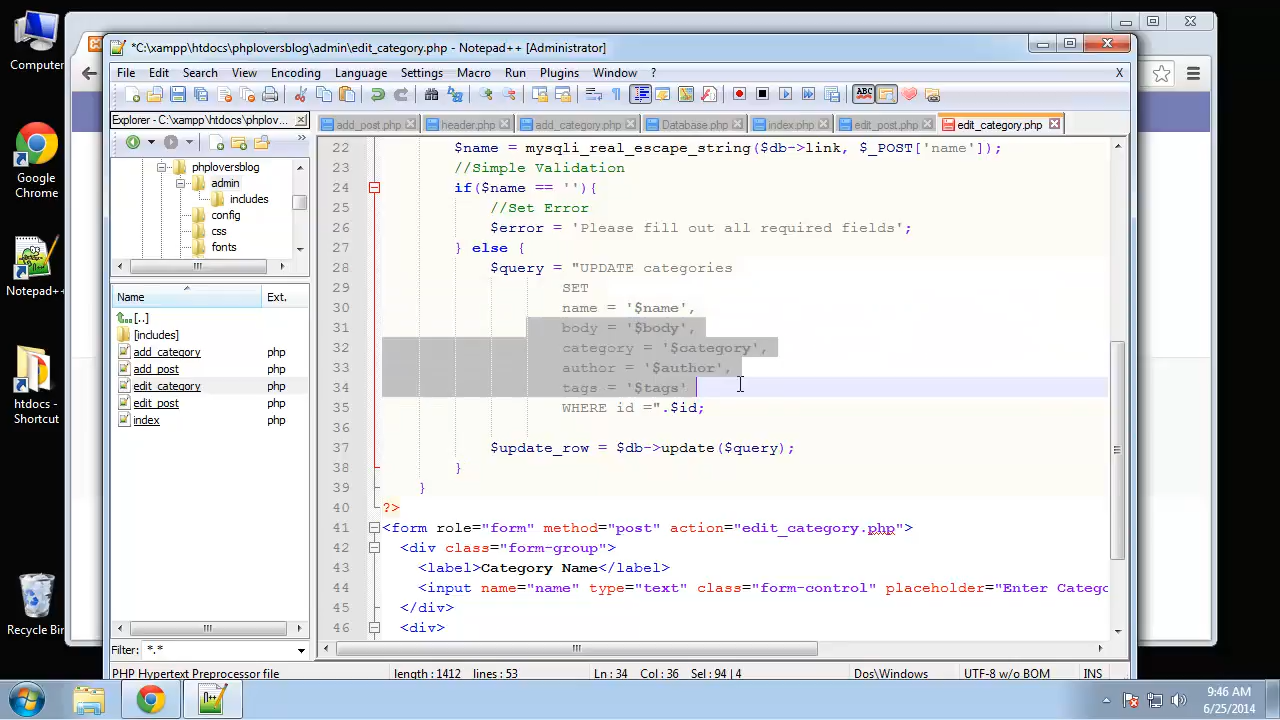 Computer
Google
Chrome
Notepad++
htdocs -
Shortcut
Recycle Bin
*C:\xampp\htdocs\phploversblog\admin\edit_category.php - Notepad++ [Administrator]
File Edit Search View Encoding Language Settings Macro Run Plugins Window ? X
ABC
Explorer - C:\xampp\htdocs\phplov...
add_post.php header.php add_category.php Database.php index.php edit_post.php edit_category.php
phploversblog
admin
includes
config
css
fonts
Name Ext.
[..]
[includes]
add_category php
add_post php
edit_category php
edit_post php
index php
Filter: *.*
22 $name = mysqli_real_escape_string($db->link, $_POST['name']);
23 //Simple Validation
24 if($name == ''){
25 //Set Error
26 $error = 'Please fill out all required fields';
27 } else {
28 $query = "UPDATE categories
29 SET
30 name = '$name',
31 body = '$body',
32 category = '$category',
33 author = '$author',
34 tags = '$tags'
35 WHERE id =".$id;
36
37 $update_row = $db->update($query);
38 }
39 }
40 ?>
41 <form role="form" method="post" action="edit_category.php">
42 <div class="form-group">
43 <label>Category Name</label>
44 <input name="name" type="text" class="form-control" placeholder="Enter Catego
45 </div>
46 <div>
PHP Hypertext Preprocessor file length : 1412 lines : 53 Ln : 34 Col : 36 Sel : 94 | 4 Dos\Windows UTF-8 w/o BOM INS
9:46 AM
6/25/2014